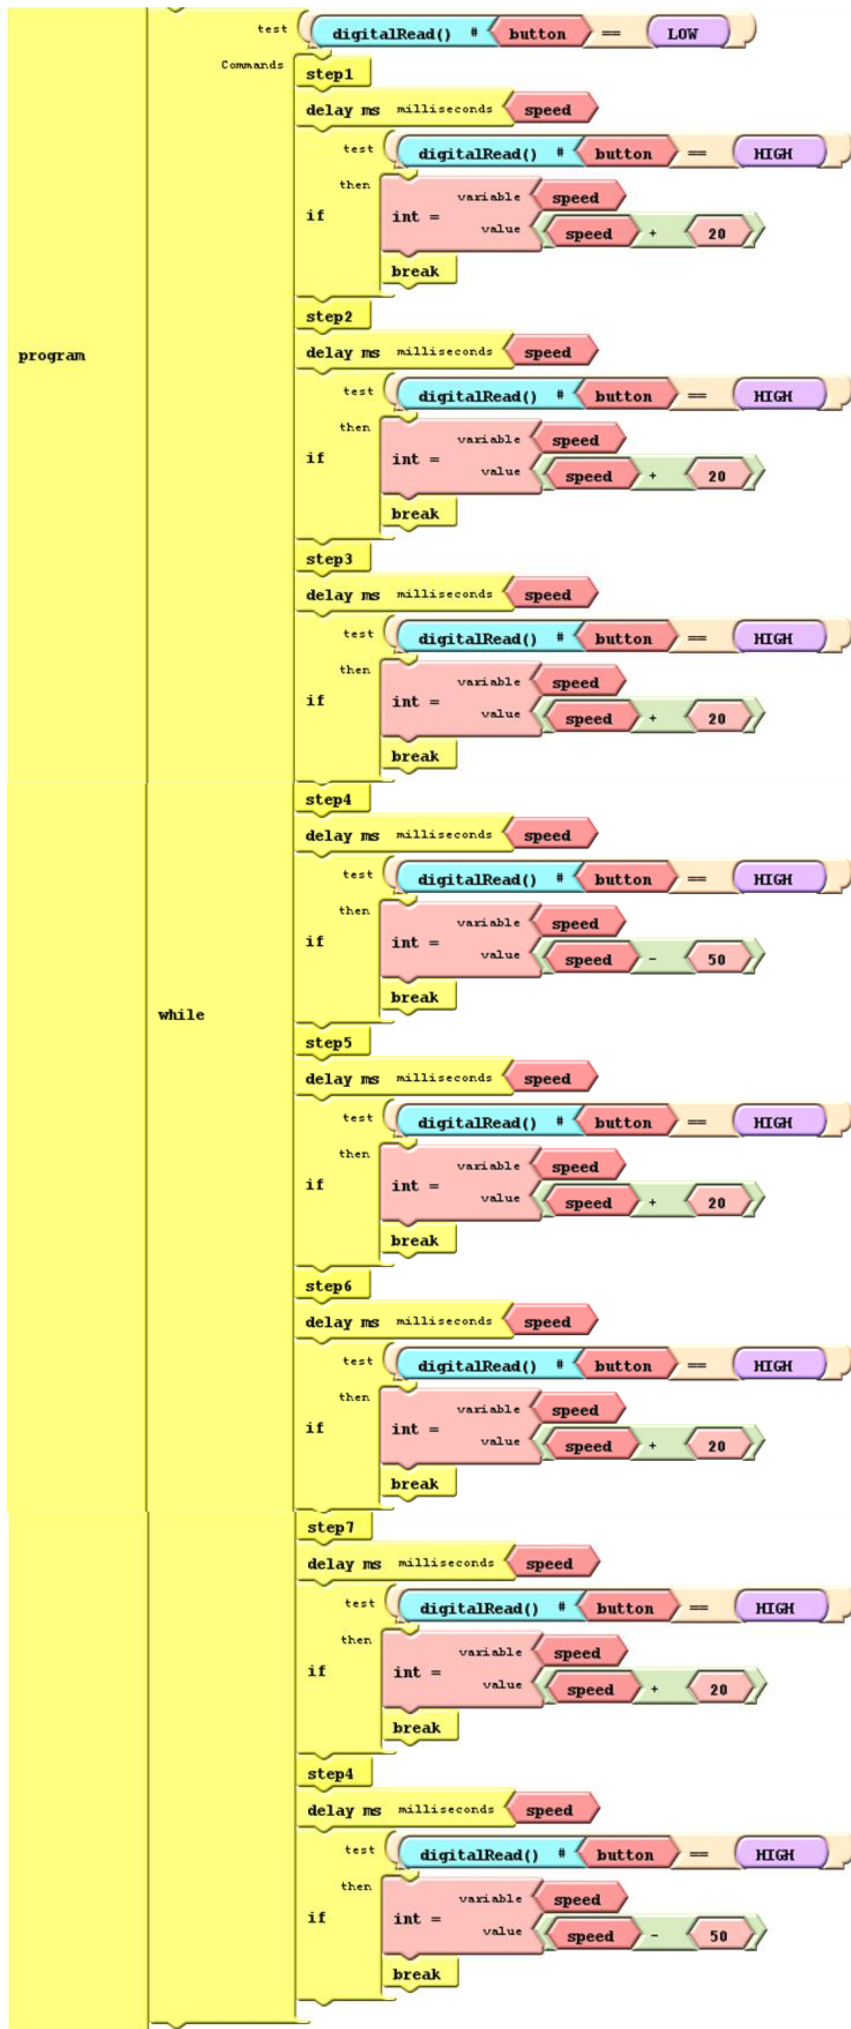 test digitalRead() # button == LOW
Commands step1
delay ms milliseconds speed
test digitalRead() # button == HIGH
then variable speed
if int =
value speed + 20
break
step2
program delay ms milliseconds speed
test digitalRead() # button == HIGH
then variable speed
if int =
value speed + 20
break
step3
delay ms milliseconds speed
test digitalRead() # button == HIGH
then variable speed
if int =
value speed + 20
break
step4
delay ms milliseconds speed
test digitalRead() # button == HIGH
then variable speed
if int =
value speed - 50
break
while
step5
delay ms milliseconds speed
test digitalRead() # button == HIGH
then variable speed
if int =
value speed + 20
break
step6
delay ms milliseconds speed
test digitalRead() # button == HIGH
then variable speed
if int =
value speed + 20
break
step7
delay ms milliseconds speed
test digitalRead() # button == HIGH
then variable speed
if int =
value speed + 20
break
step4
delay ms milliseconds speed
test digitalRead() # button == HIGH
then variable speed
if int =
value speed - 50
break